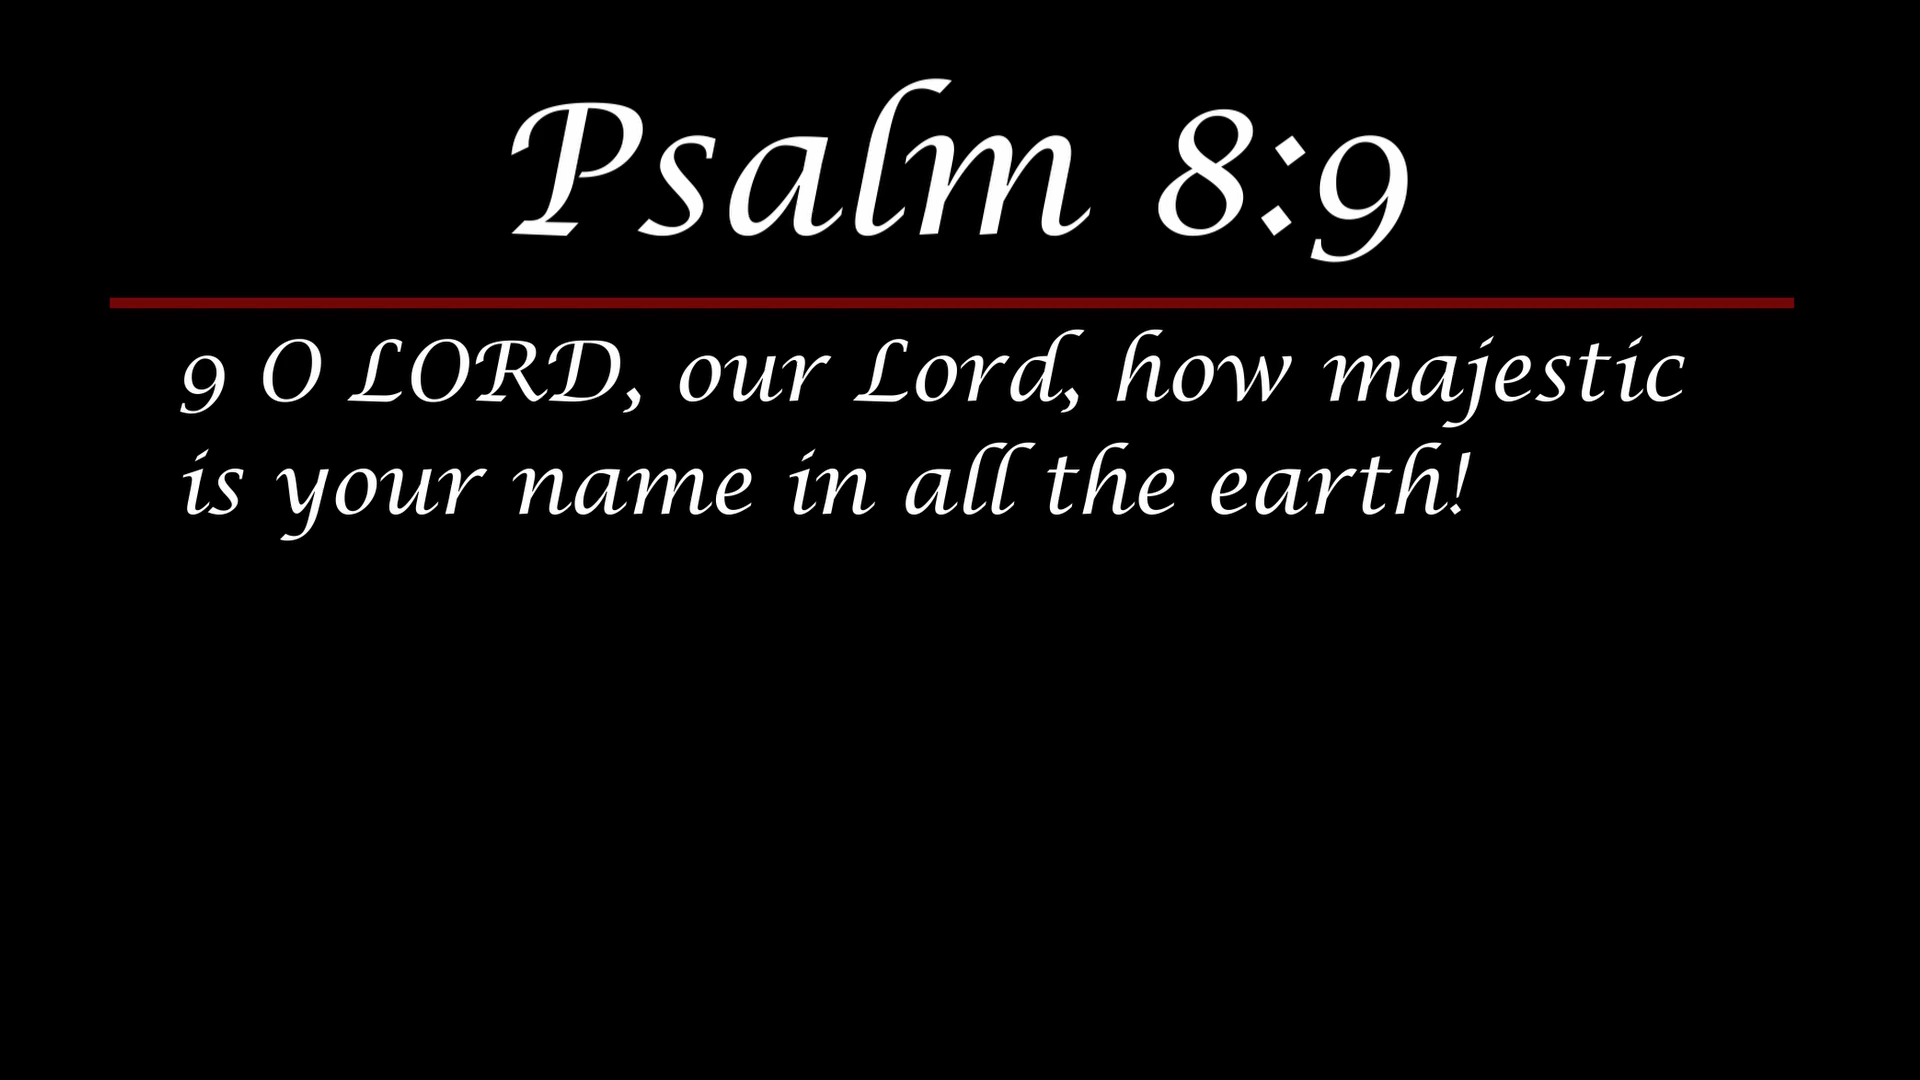 Psalm 8:9
9 O LORD, our Lord, how majestic
is your name in all the earth!